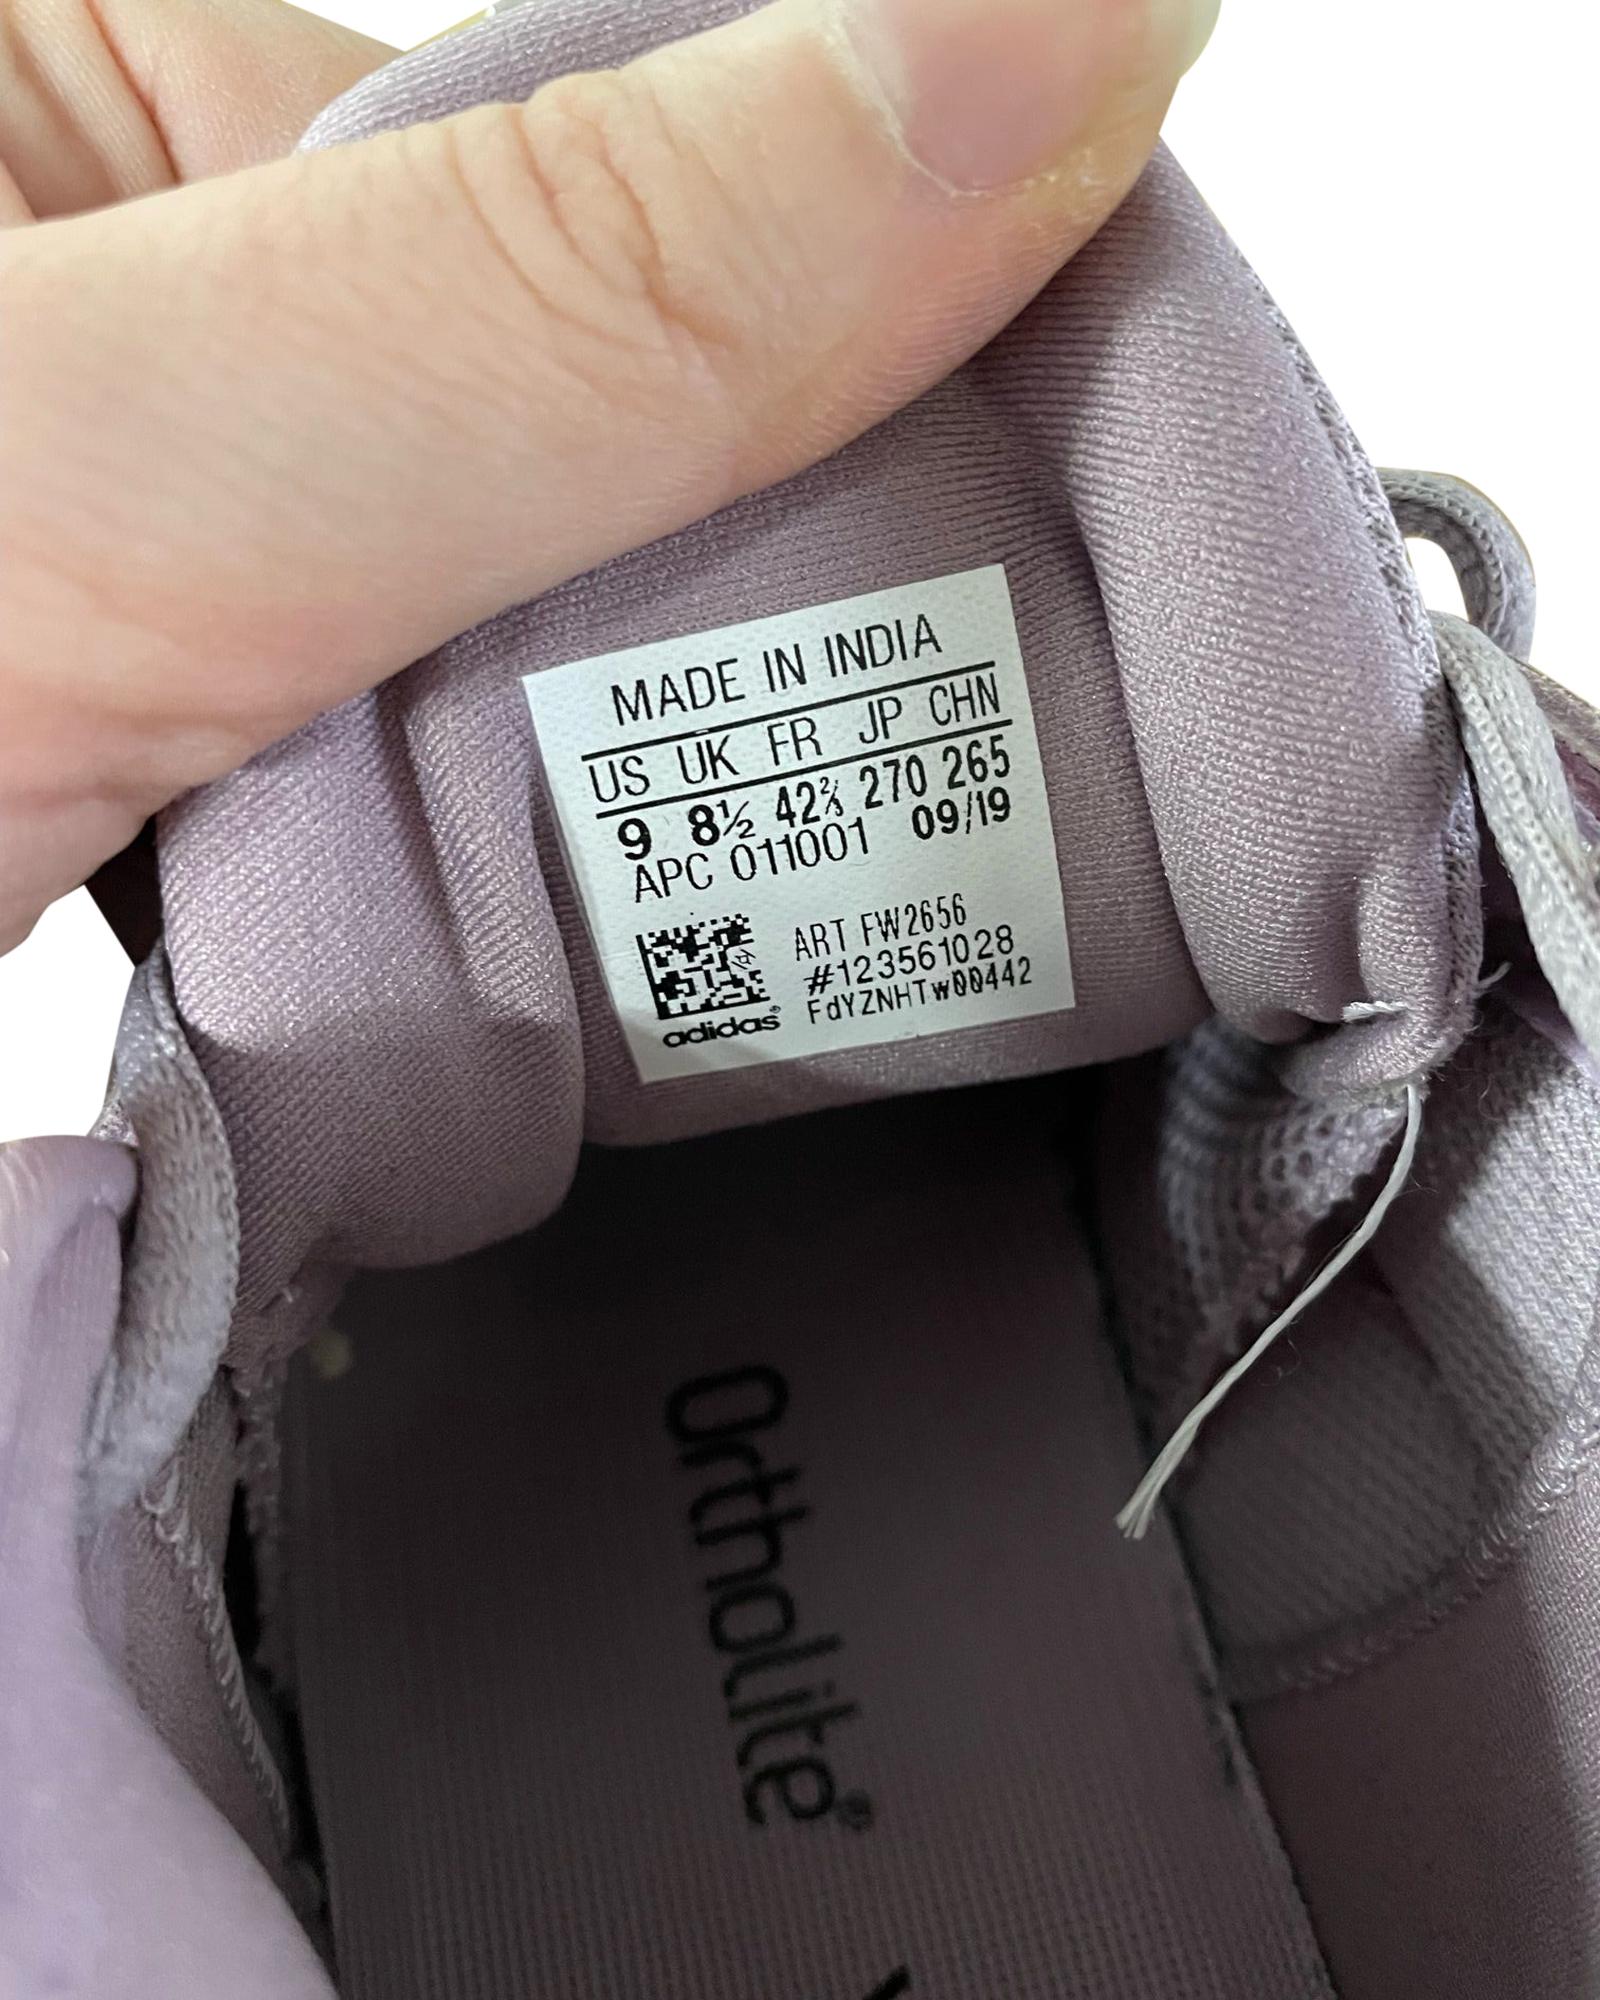 MADE IN INDIA
US UK FR JP CHN
9 8½ 42⅔ 270 265
APC 011001 09/19
ART FW2656
#123561028
FdYZNHTw00442
adidas®
Ortholite®